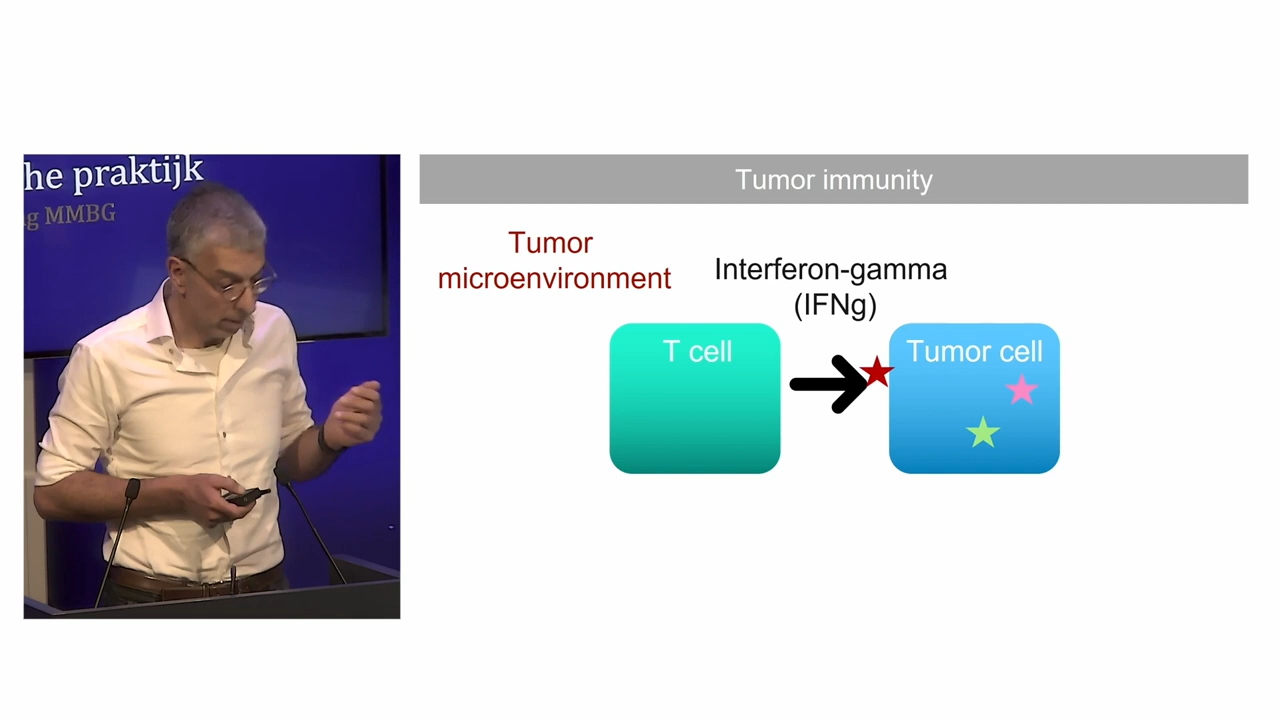 he praktijk
g MMBG
Tumor immunity
Tumor
microenvironment
Interferon-gamma
(IFNg)
T cell
Tumor cell